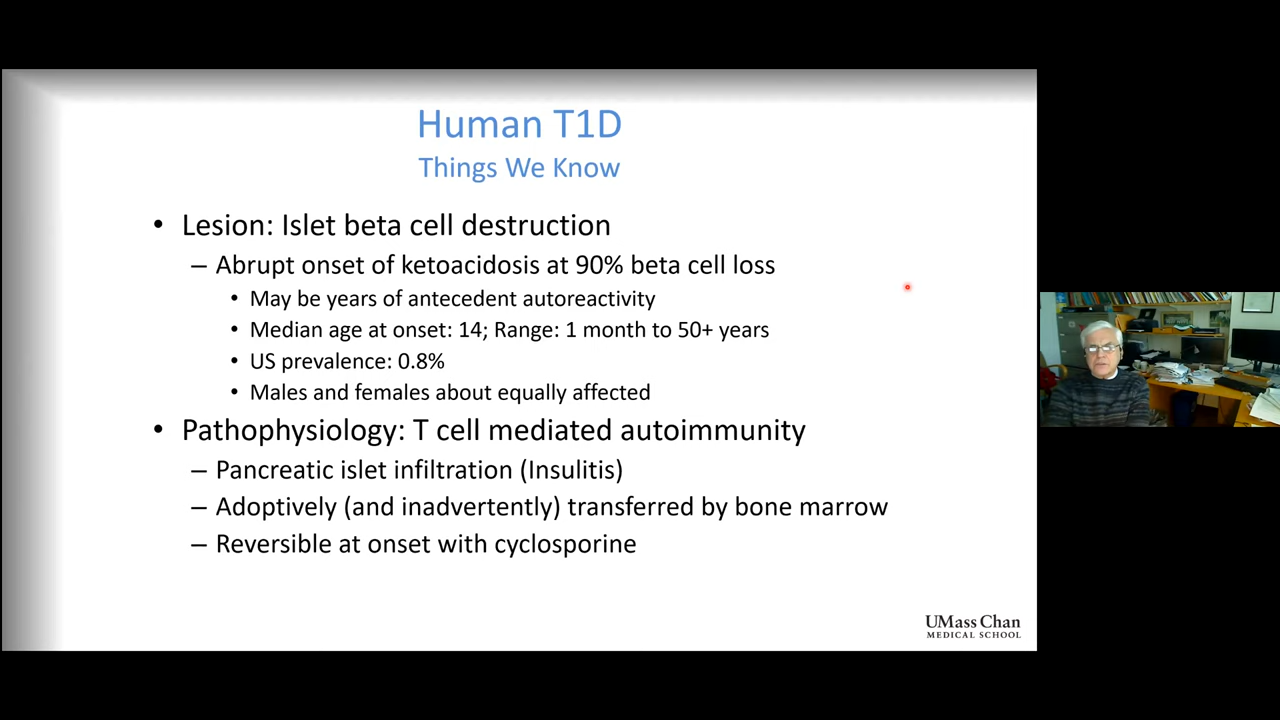 Human T1D
Things We Know
• Lesion: Islet beta cell destruction
– Abrupt onset of ketoacidosis at 90% beta cell loss
• May be years of antecedent autoreactivity
• Median age at onset: 14; Range: 1 month to 50+ years
• US prevalence: 0.8%
• Males and females about equally affected
• Pathophysiology: T cell mediated autoimmunity
– Pancreatic islet infiltration (Insulitis)
– Adoptively (and inadvertently) transferred by bone marrow
– Reversible at onset with cyclosporine
UMass Chan
MEDICAL SCHOOL